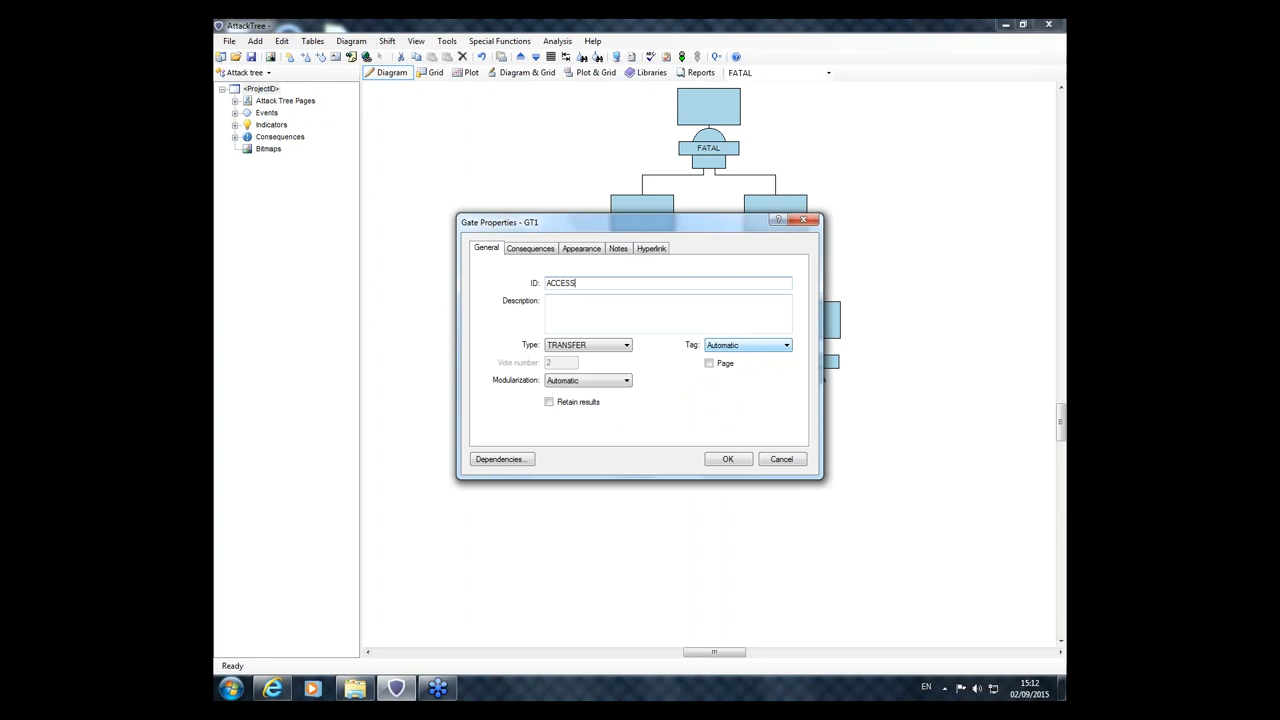 AttackTree -
File Add Edit Tables Diagram Shift View Tools Special Functions Analysis Help
Attack tree
Diagram Grid Plot Diagram & Grid Plot & Grid Libraries Reports FATAL
<ProjectID>
Attack Tree Pages
Events
Indicators
Consequences
Bitmaps
FATAL
Gate Properties - GT1
General Consequences Appearance Notes Hyperlink
ID: ACCESS
Description:
Type: TRANSFER Tag: Automatic
Vote number: 2 Page
Modularization: Automatic
Retain results
Dependencies... OK Cancel
Ready
EN 15:12
02/09/2015